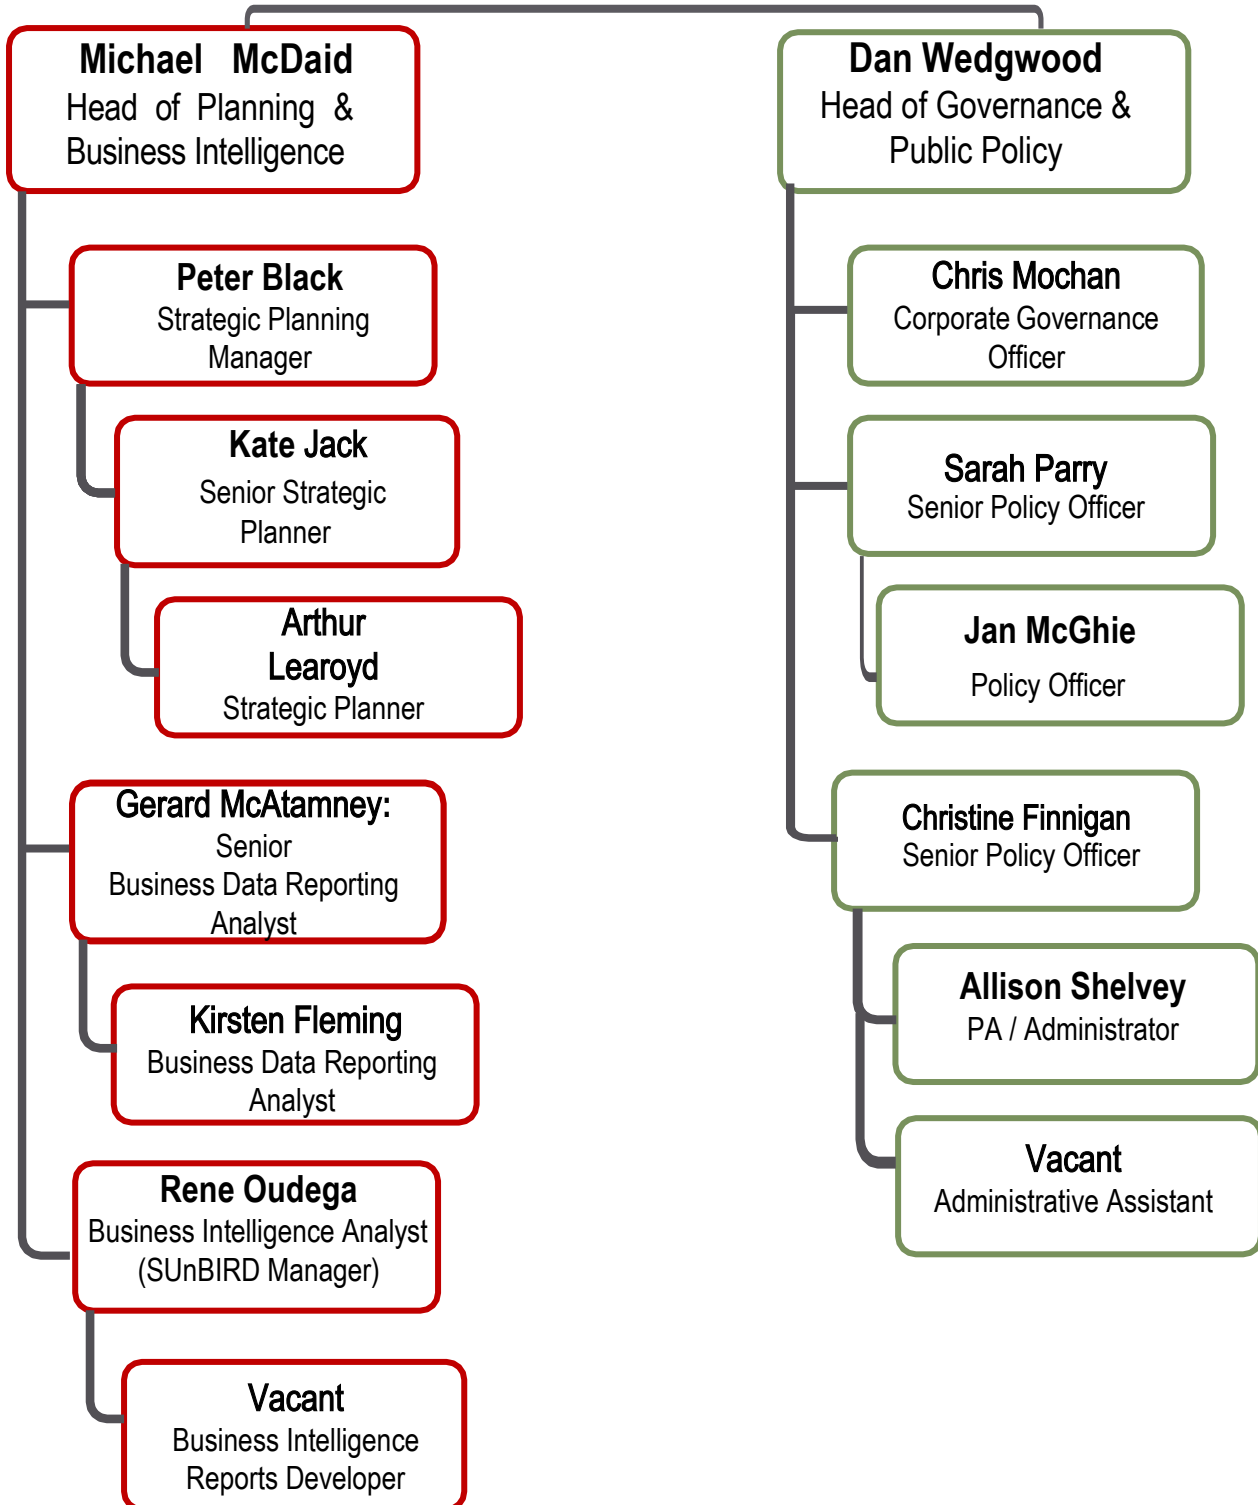 Michael McDaid
Head of Planning &
Business Intelligence
Peter Black
Strategic Planning
Manager
Kate Jack
Senior Strategic
Planner
Arthur
Learoyd
Strategic Planner
Gerard McAtamney:
Senior
Business Data Reporting
Analyst
Kirsten Fleming
Business Data Reporting
Analyst
Rene Oudega
Business Intelligence Analyst
(SUnBIRD Manager)
Vacant
Business Intelligence
Reports Developer
Dan Wedgwood
Head of Governance &
Public Policy
Chris Mochan
Corporate Governance
Officer
Sarah Parry
Senior Policy Officer
Jan McGhie
Policy Officer
Christine Finnigan
Senior Policy Officer
Allison Shelvey
PA / Administrator
Vacant
Administrative Assistant